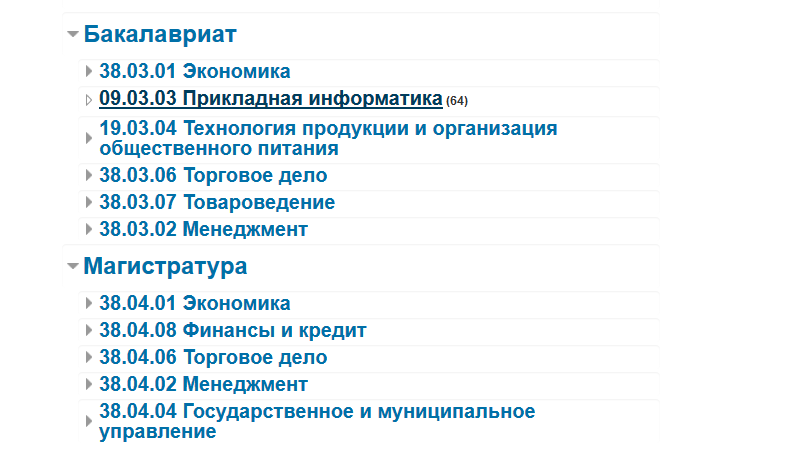 Бакалавриат
38.03.01 Экономика
09.03.03 Прикладная информатика (64)
19.03.04 Технология продукции и организация
общественного питания
38.03.06 Торговое дело
38.03.07 Товароведение
38.03.02 Менеджмент
Магистратура
38.04.01 Экономика
38.04.08 Финансы и кредит
38.04.06 Торговое дело
38.04.02 Менеджмент
38.04.04 Государственное и муниципальное
управление